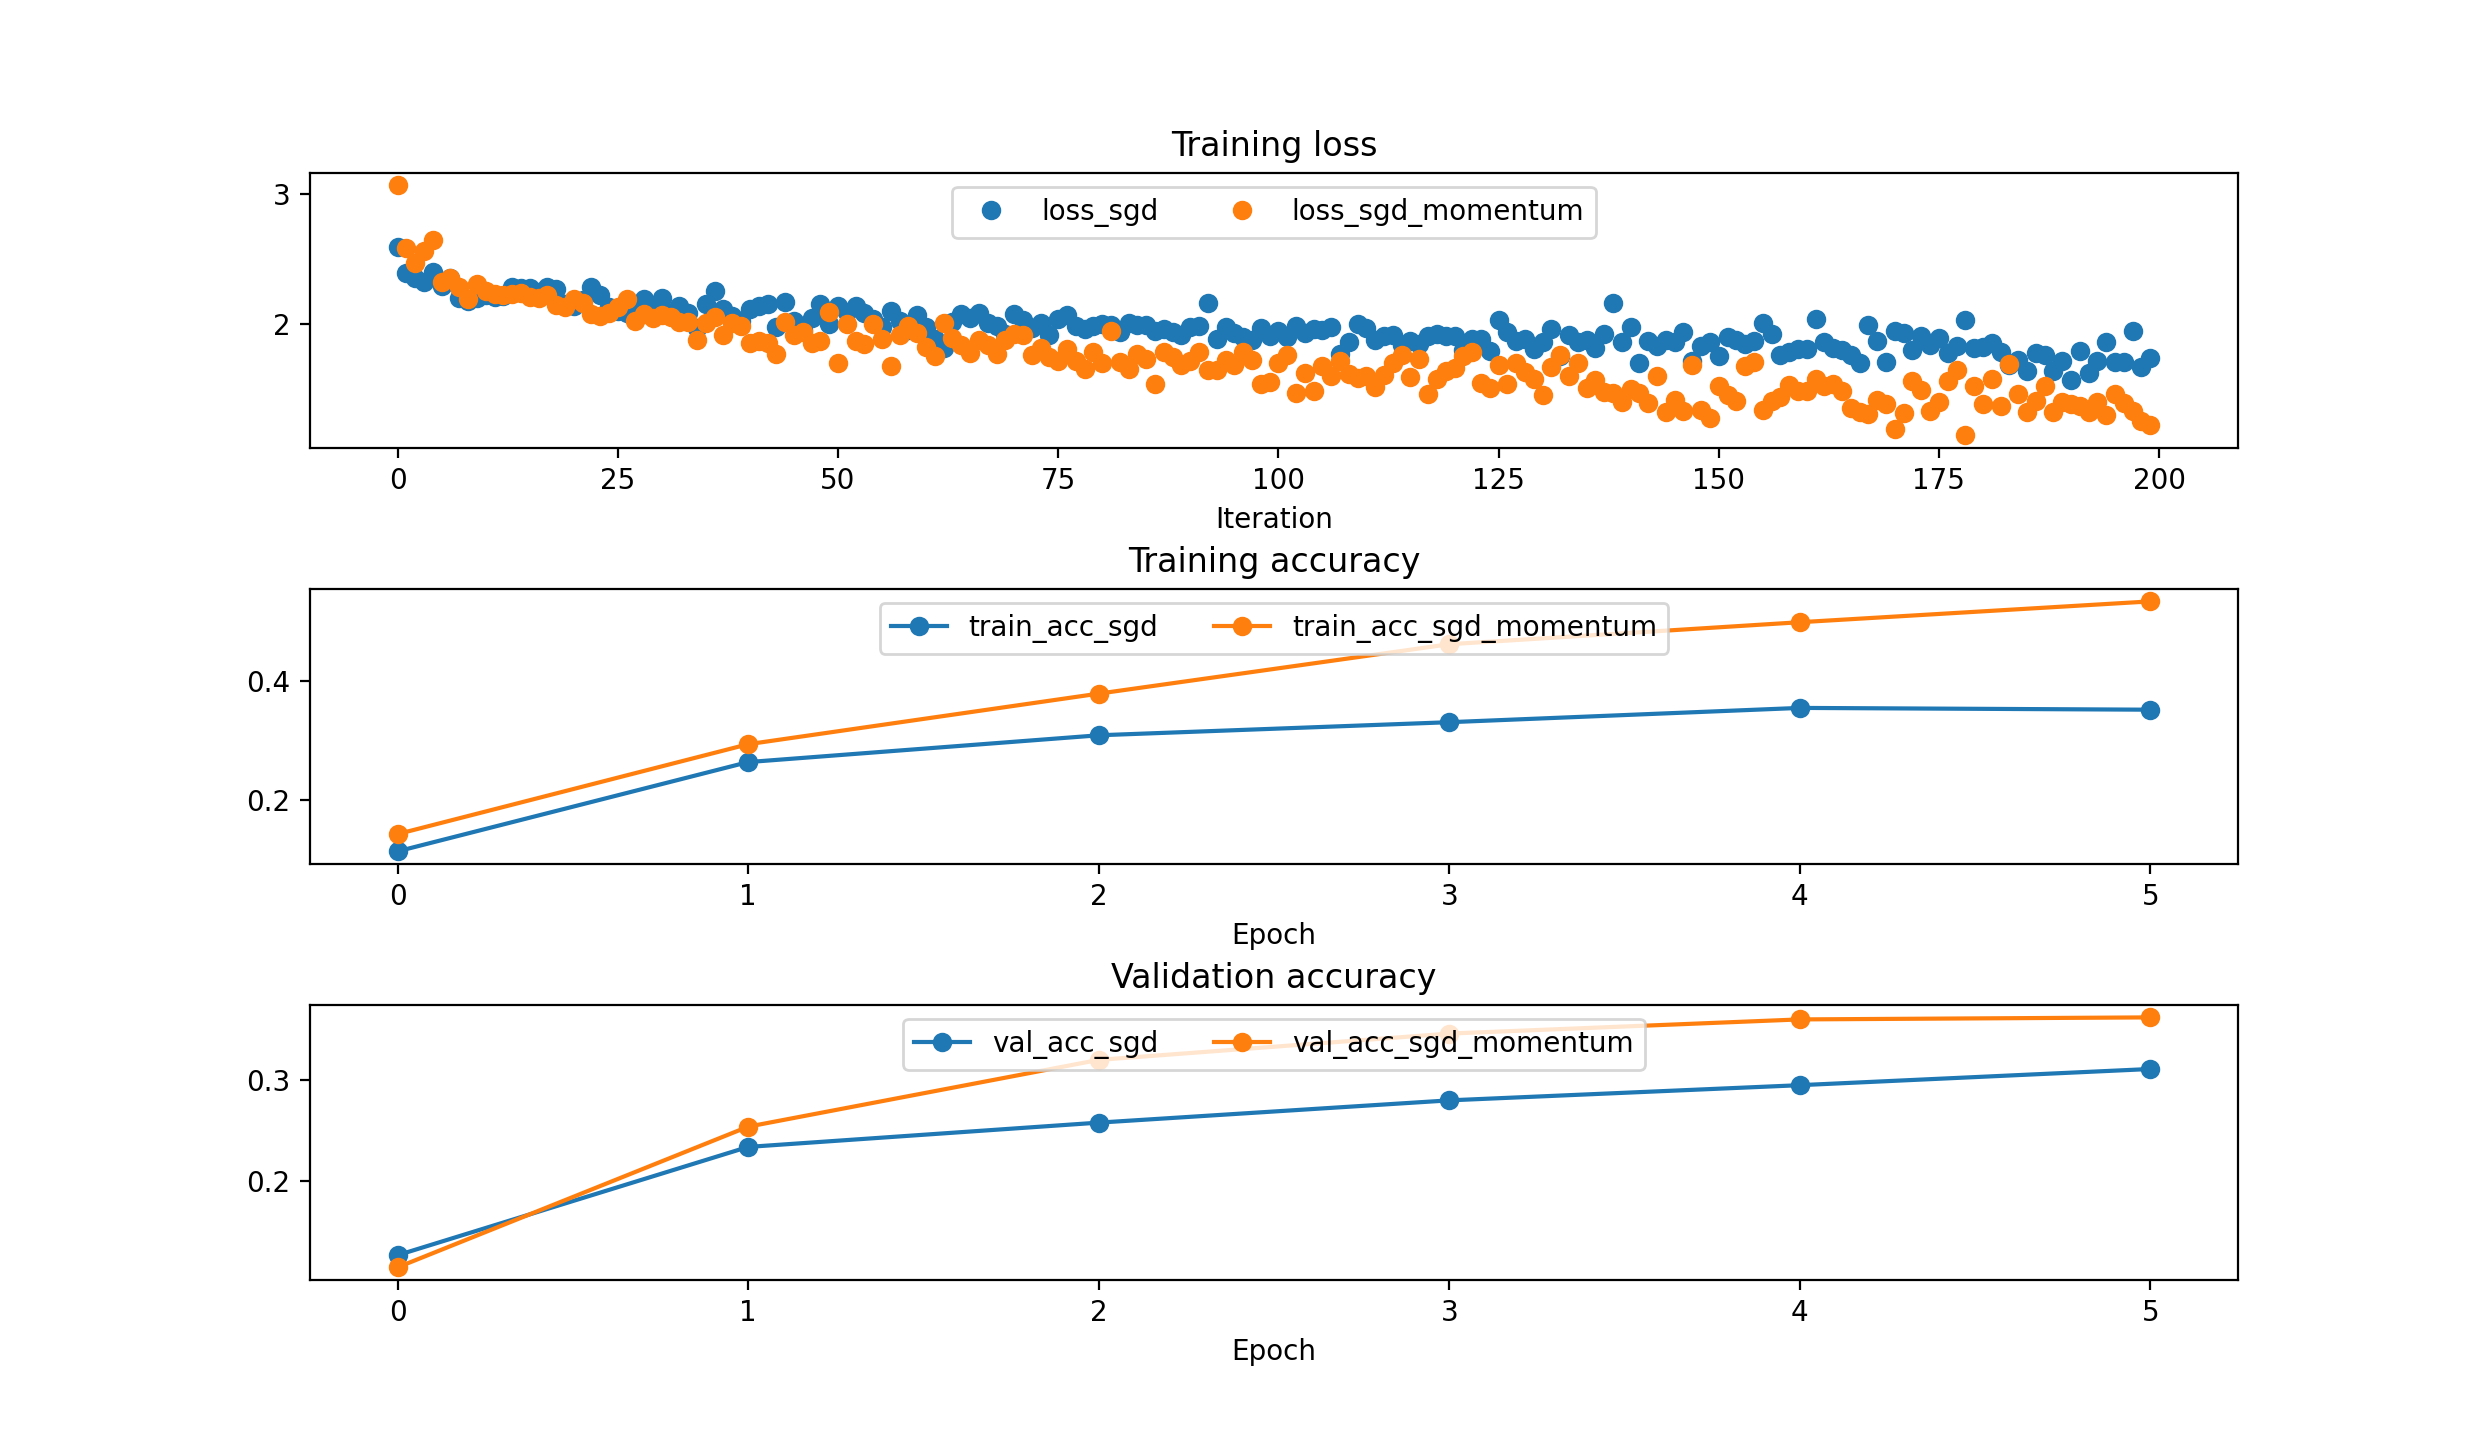 Training loss
3
2
loss_sgd loss_sgd_momentum
0 25 50 75 100 125 150 175 200
Iteration
Training accuracy
0.4
0.2
train_acc_sgd train_acc_sgd_momentum
0 1 2 3 4 5
Epoch
Validation accuracy
0.3
0.2
val_acc_sgd val_acc_sgd_momentum
0 1 2 3 4 5
Epoch